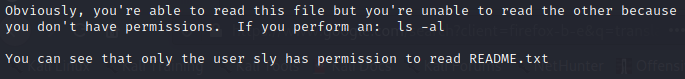 Obviously, you're able to read this file but you're unable to read the other because
you don't have permissions.  If you perform an:  ls -al
You can see that only the user sly has permission to read README.txt